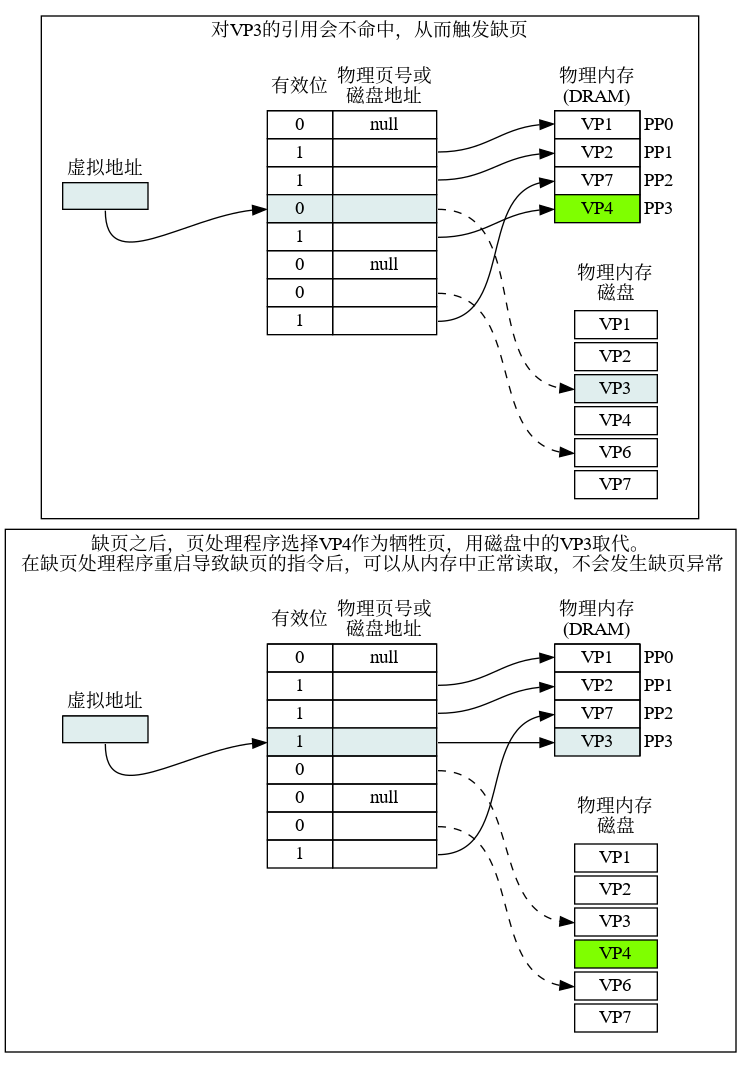 对VP3的引用会不命中，从而触发缺页
有效位
物理页号或
磁盘地址
物理内存
(DRAM)
虚拟地址
0 null
1
1
0
1
0 null
0
1
VP1 PP0
VP2 PP1
VP7 PP2
VP4 PP3
物理内存
磁盘
VP1
VP2
VP3
VP4
VP6
VP7
缺页之后，页处理程序选择VP4作为牺牲页，用磁盘中的VP3取代。
在缺页处理程序重启导致缺页的指令后，可以从内存中正常读取，不会发生缺页异常
有效位
物理页号或
磁盘地址
物理内存
(DRAM)
虚拟地址
0 null
1
1
1
0
0 null
0
1
VP1 PP0
VP2 PP1
VP7 PP2
VP3 PP3
物理内存
磁盘
VP1
VP2
VP3
VP4
VP6
VP7